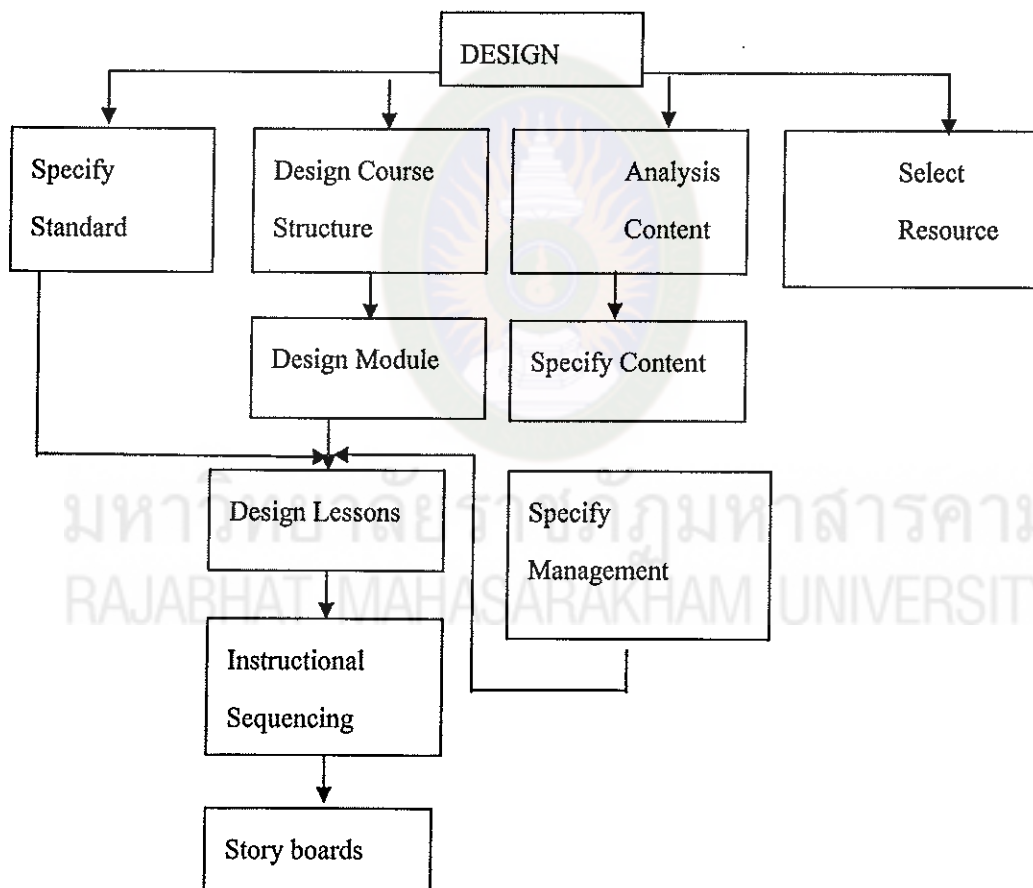 DESIGN
Specify
Standard
Design Course
Structure
Analysis
Content
Select
Resource
Design Module
Specify Content
Design Lessons
Specify
Management
มหาวิทยาลัยราชภัฏมหาสารคาม
RAJABHAT MAHASARAKHAM UNIVERSIT
Instructional
Sequencing
Story boards